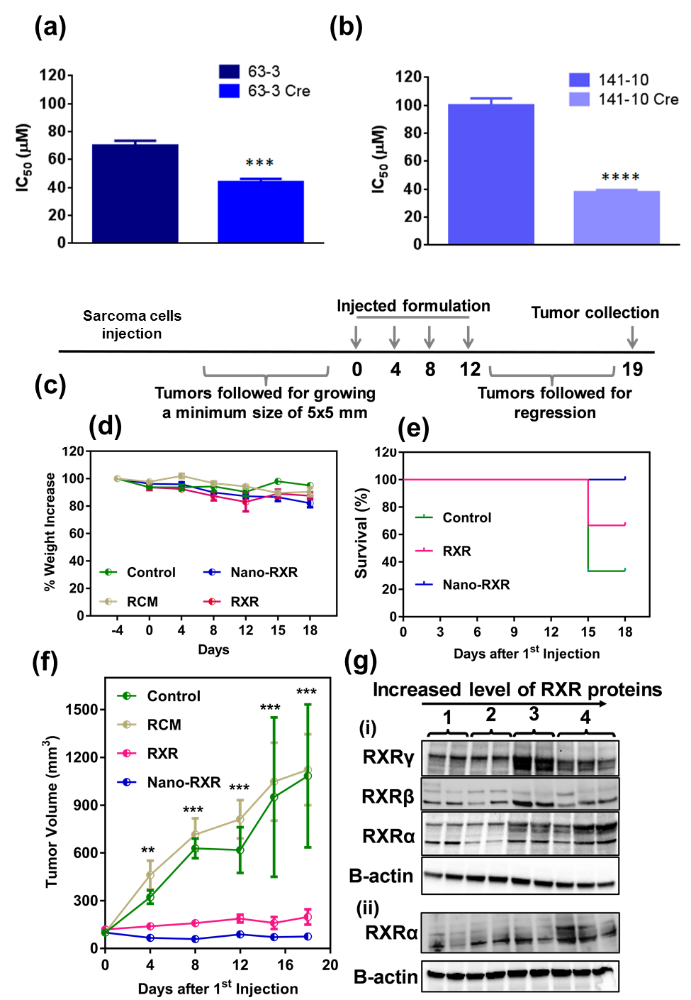 (a)
120
100
80
60
40
20
0
IC50 (µM)
63-3
63-3 Cre
***
(b)
120
100
80
60
40
20
0
IC50 (µM)
141-10
141-10 Cre
****
(c)
Sarcoma cells
injection
Injected formulation
Tumor collection
0 4 8 12 19
Tumors followed for growing
a minimum size of 5x5 mm
Tumors followed for
regression
(d)
120
100
80
60
40
20
0
% Weight Increase
Control
Nano-RXR
RCM
RXR
-4 0 4 8 12 15 18
Days
(e)
120
100
80
60
40
20
0
Survival (%)
Control
RXR
Nano-RXR
0 3 6 9 12 15 18
Days after 1st Injection
(f)
1500
1200
900
600
300
0
Tumor Volume (mm3)
Control
RCM
RXR
Nano-RXR
**
***
***
***
***
0 4 8 12 16 20
Days after 1st Injection
(g)
Increased level of RXR proteins
1 2 3 4
(i)
RXRγ
RXRβ
RXRα
B-actin
(ii)
RXRα
B-actin